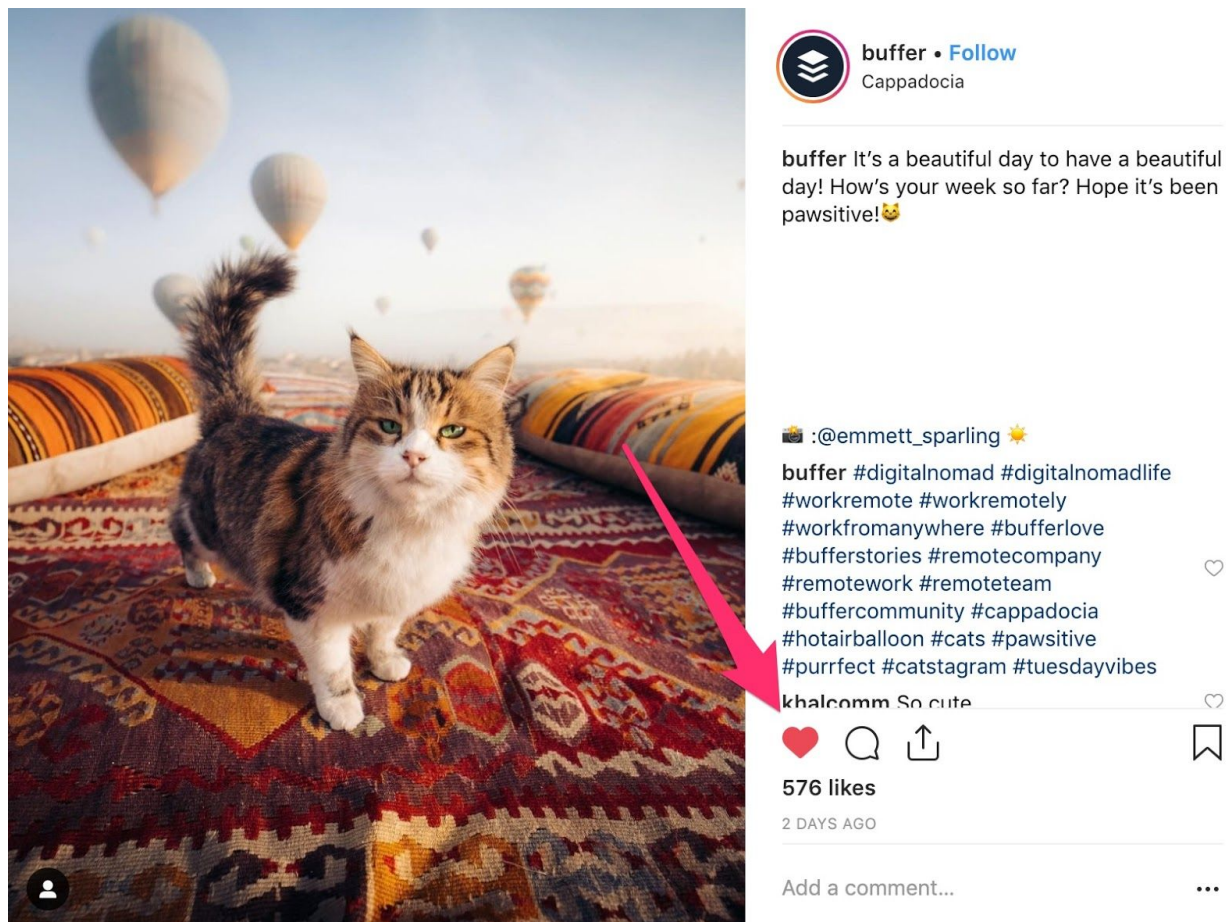 buffer • Follow
Cappadocia
buffer It’s a beautiful day to have a beautiful
day! How’s your week so far? Hope it’s been
pawsitive!😺
📸 :@emmett_sparling ☀️
buffer #digitalnomad #digitalnomadlife
#workremote #workremotely
#workfromanywhere #bufferlove
#bufferstories #remotecompany
#remotework #remoteteam
#buffercommunity #cappadocia
#hotairballoon #cats #pawsitive
#purrfect #catstagram #tuesdayvibes
khalcomm So cute
576 likes
2 DAYS AGO
Add a comment...